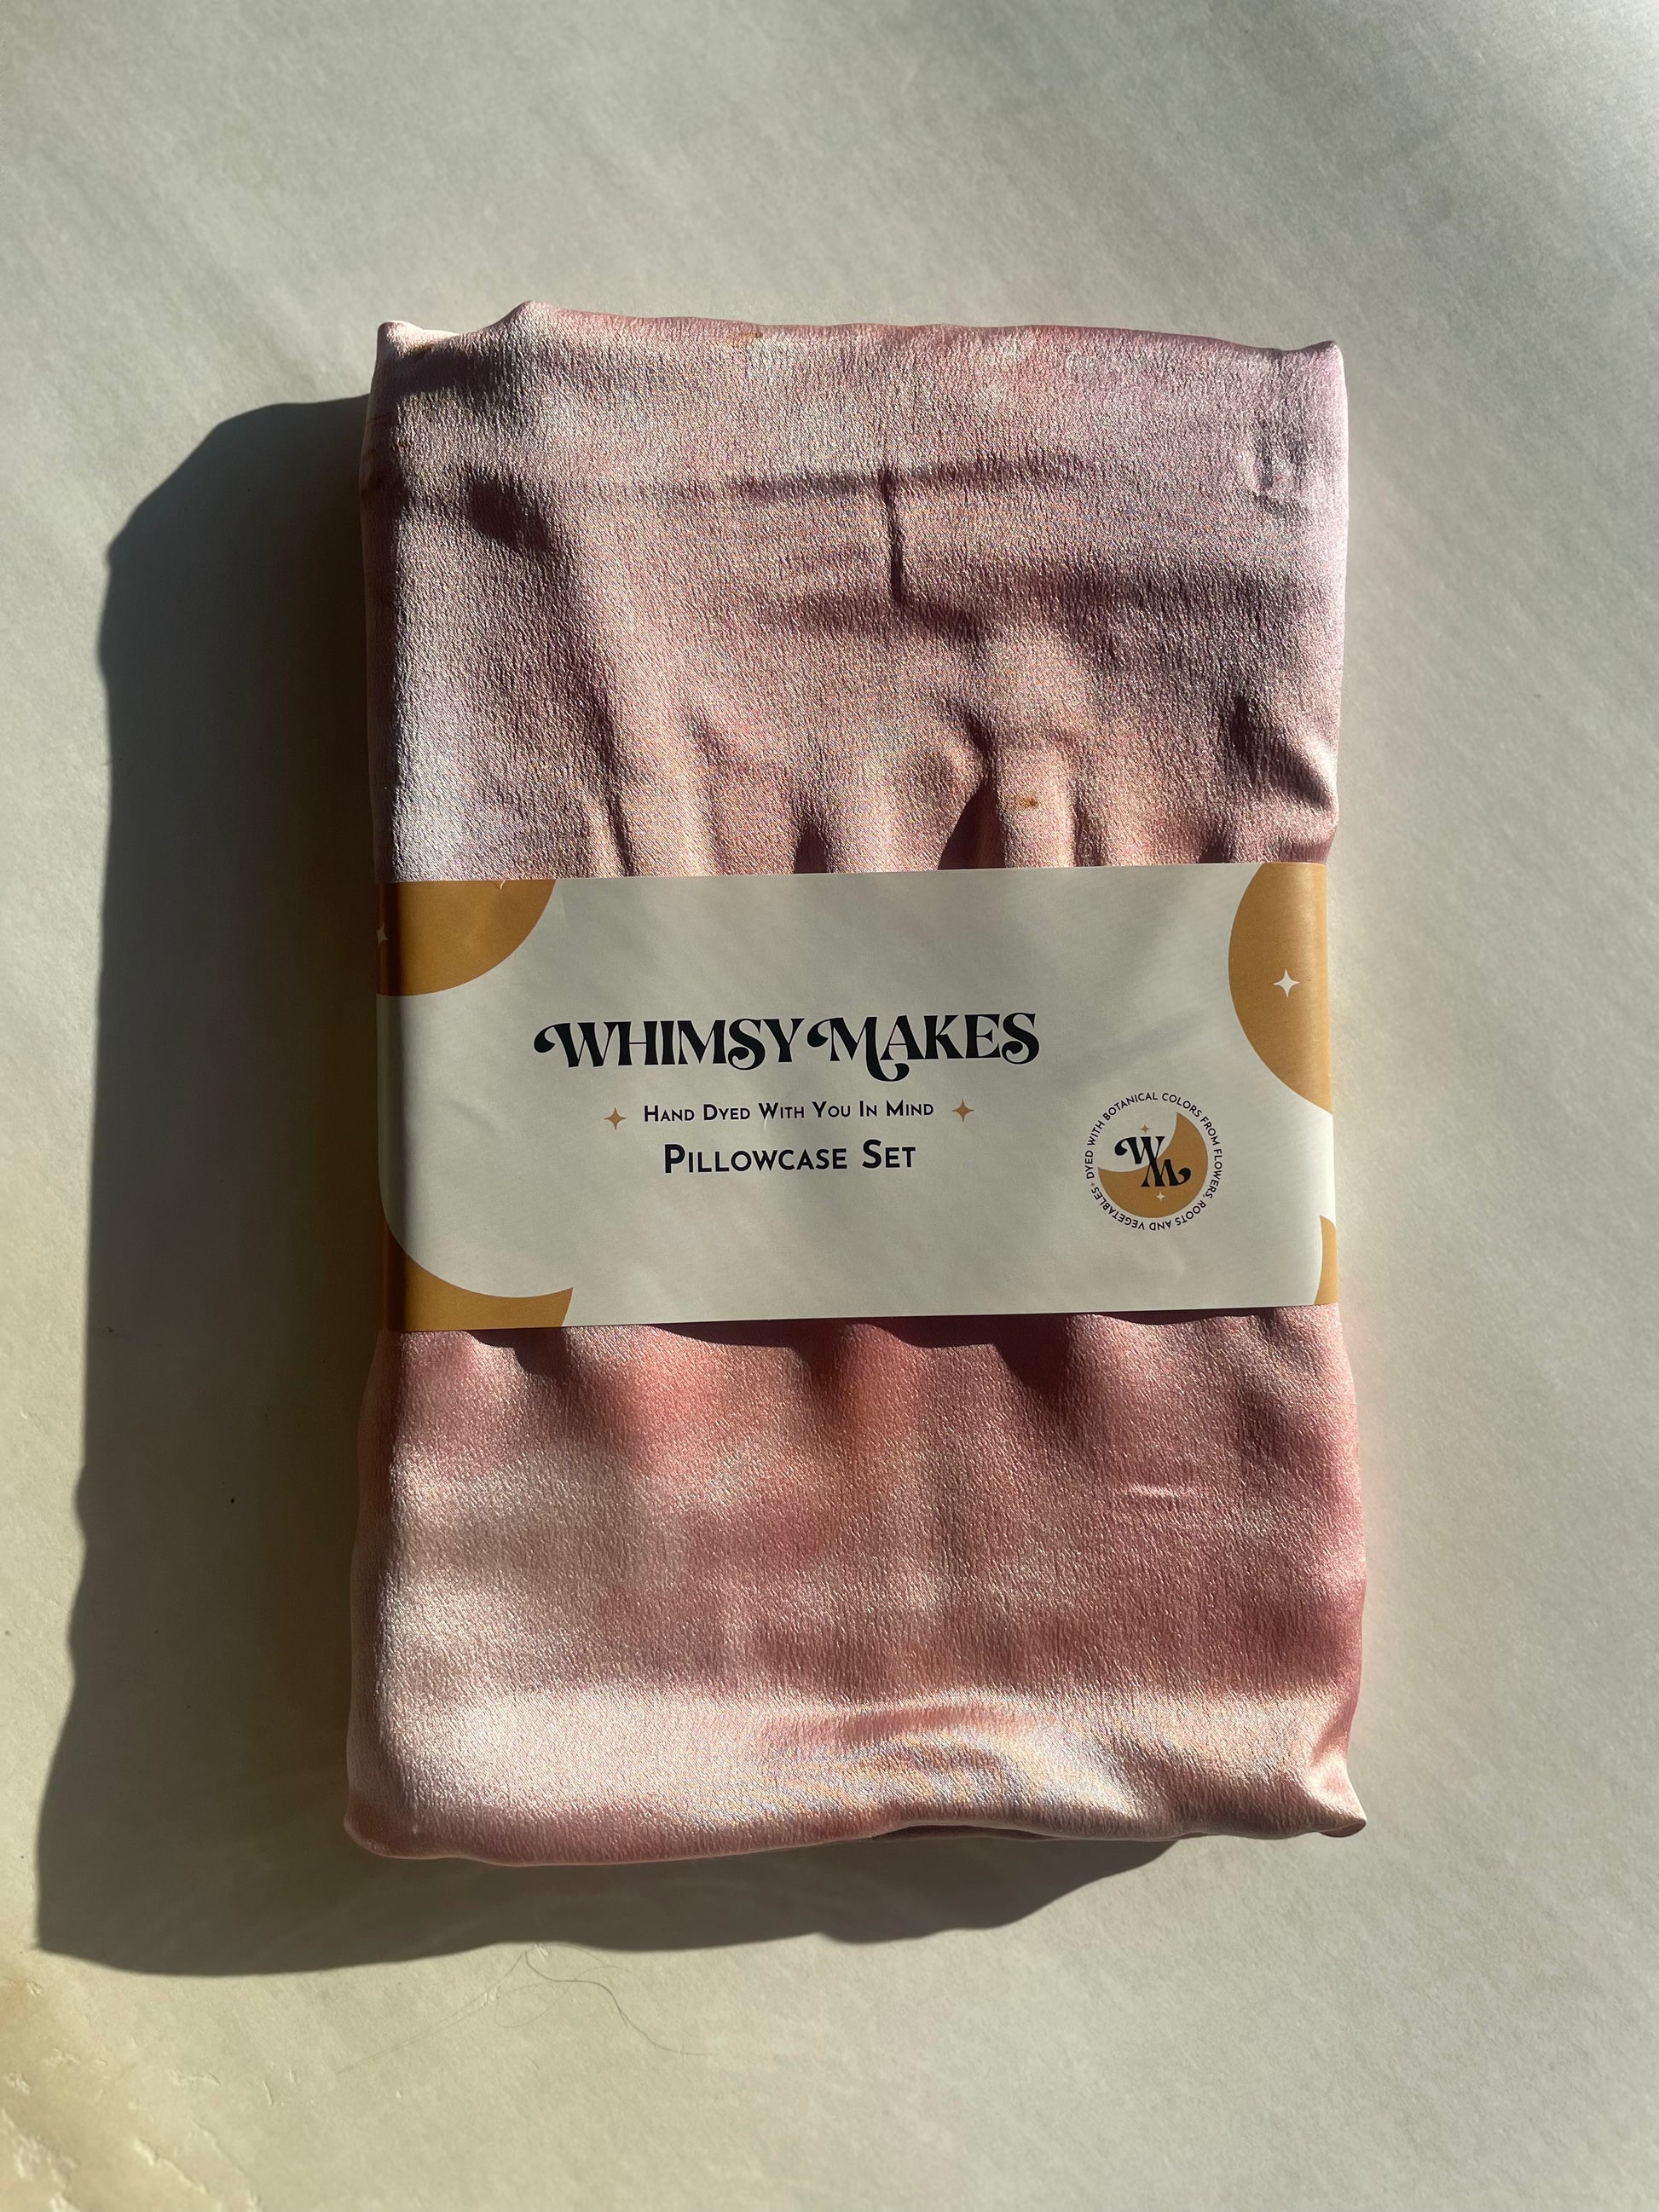 WHIMSY MAKES
HAND DYED WITH YOU IN MIND
PILLOWCASE SET
DYED WITH BOTANICAL COLORS FROM FLOWERS, ROOTS AND VEGETABLES
WM